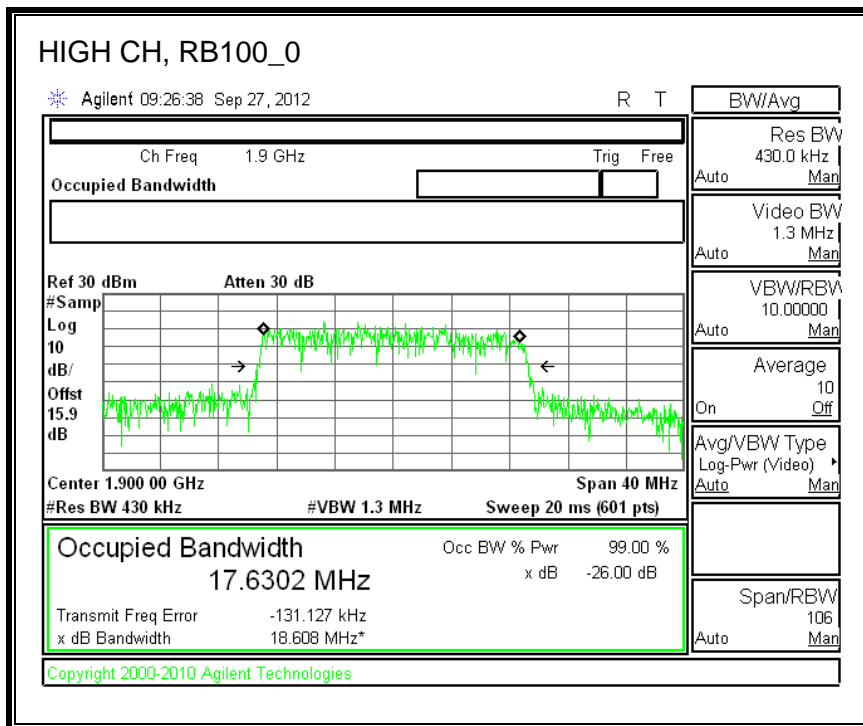 HIGH CH, RB100_0
Agilent 09:26:38 Sep 27, 2012 R T
BW/Avg
Ch Freq 1.9 GHz Trig Free
Occupied Bandwidth
Res BW
430.0 kHz
Auto Man
Video BW
1.3 MHz
Auto Man
VBW/RBW
10.00000
Auto Man
Average
10
On Off
Avg/VBW Type
Log-Pwr (Video)
Auto Man
Span/RBW
106
Auto Man
Ref 30 dBm Atten 30 dB
#Samp
Log
10
dB/
Offst
15.9
dB
Center 1.900 00 GHz Span 40 MHz
#Res BW 430 kHz #VBW 1.3 MHz Sweep 20 ms (601 pts)
Occupied Bandwidth Occ BW % Pwr 99.00 %
17.6302 MHz x dB -26.00 dB
Transmit Freq Error -131.127 kHz
x dB Bandwidth 18.608 MHz*
Copyright 2000-2010 Agilent Technologies